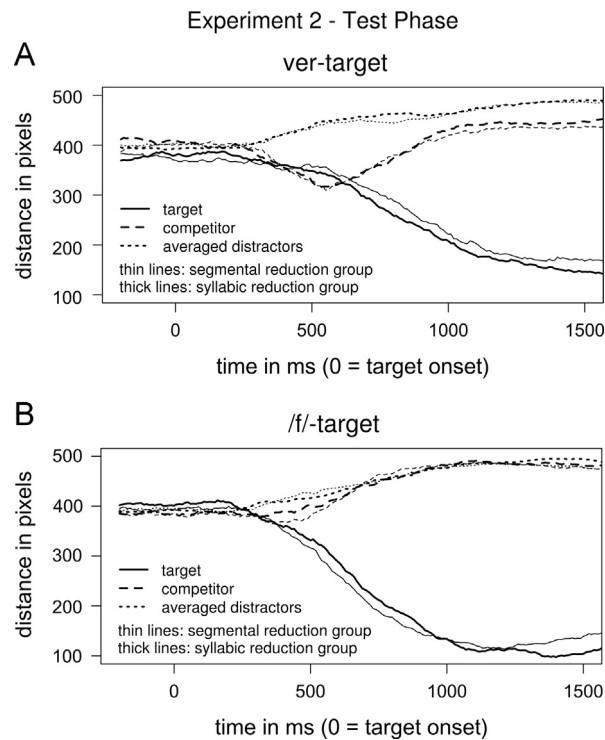 Experiment 2 - Test Phase
A
ver-target
distance in pixels
500
400
300
200
100
target
competitor
averaged distractors
thin lines: segmental reduction group
thick lines: syllabic reduction group
0 500 1000 1500
time in ms (0 = target onset)
B
/f/-target
distance in pixels
500
400
300
200
100
target
competitor
averaged distractors
thin lines: segmental reduction group
thick lines: syllabic reduction group
0 500 1000 1500
time in ms (0 = target onset)